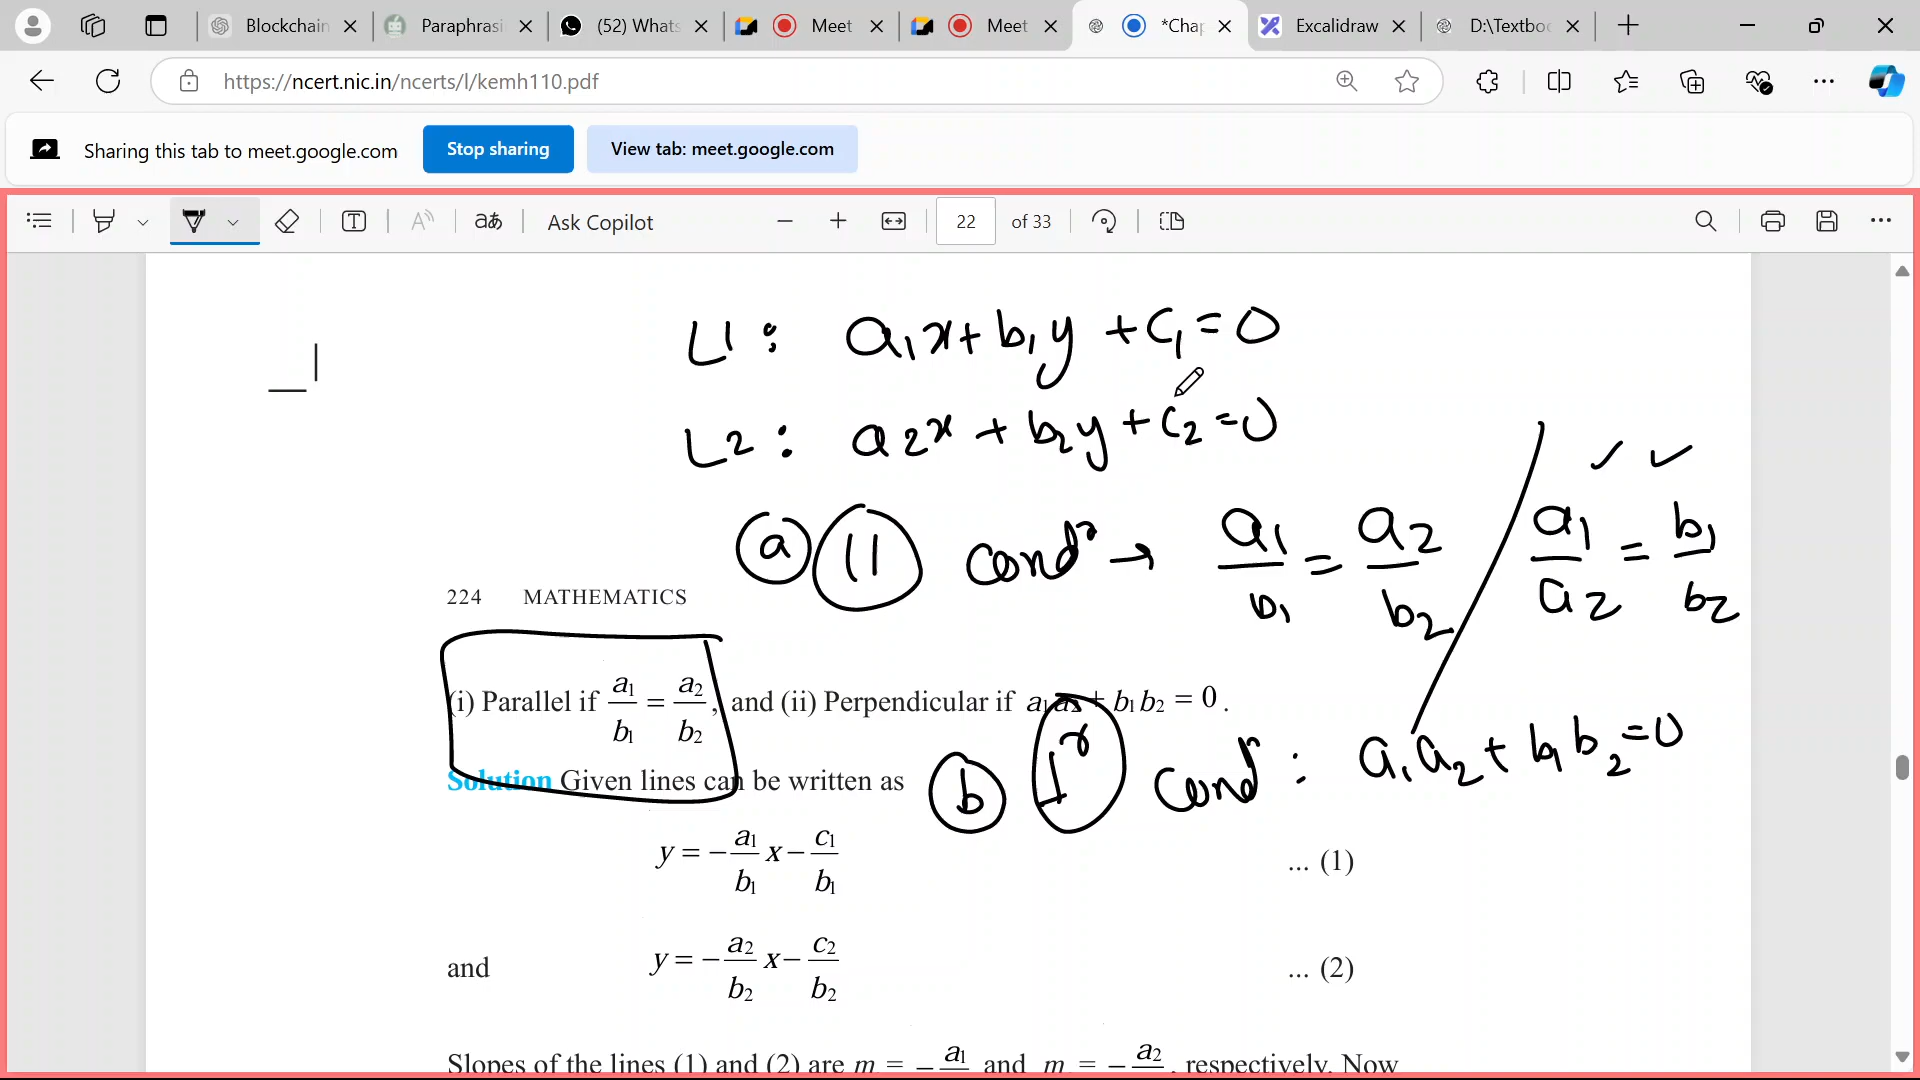 Blockchain
Paraphrasi
(52) Whats
Meet
Meet
*Chap
Excalidraw
D:\Textboo
https://ncert.nic.in/ncerts/l/kemh110.pdf
Sharing this tab to meet.google.com
Stop sharing
View tab: meet.google.com
Ask Copilot
22 of 33
L1 : a₁x + b₁y + c₁ = 0
L2 : a2x + b2y + c2 = 0
(a) || condⁿ → a₁/b₁ = a2/b2 / a₁/a2 = b₁/b2
224 MATHEMATICS
(i) Parallel if a₁/b₁ = a₂/b₂, and (ii) Perpendicular if a₁a₂ + b₁b₂ = 0.
(b) ⊥r condⁿ : a₁a₂ + b₁b₂ = 0
Solution Given lines can be written as
y = −a₁/b₁ x − c₁/b₁ ... (1)
and y = −a₂/b₂ x − c₂/b₂ ... (2)
Slopes of the lines (1) and (2) are m = −a₁ and m = −a₂, respectively. Now